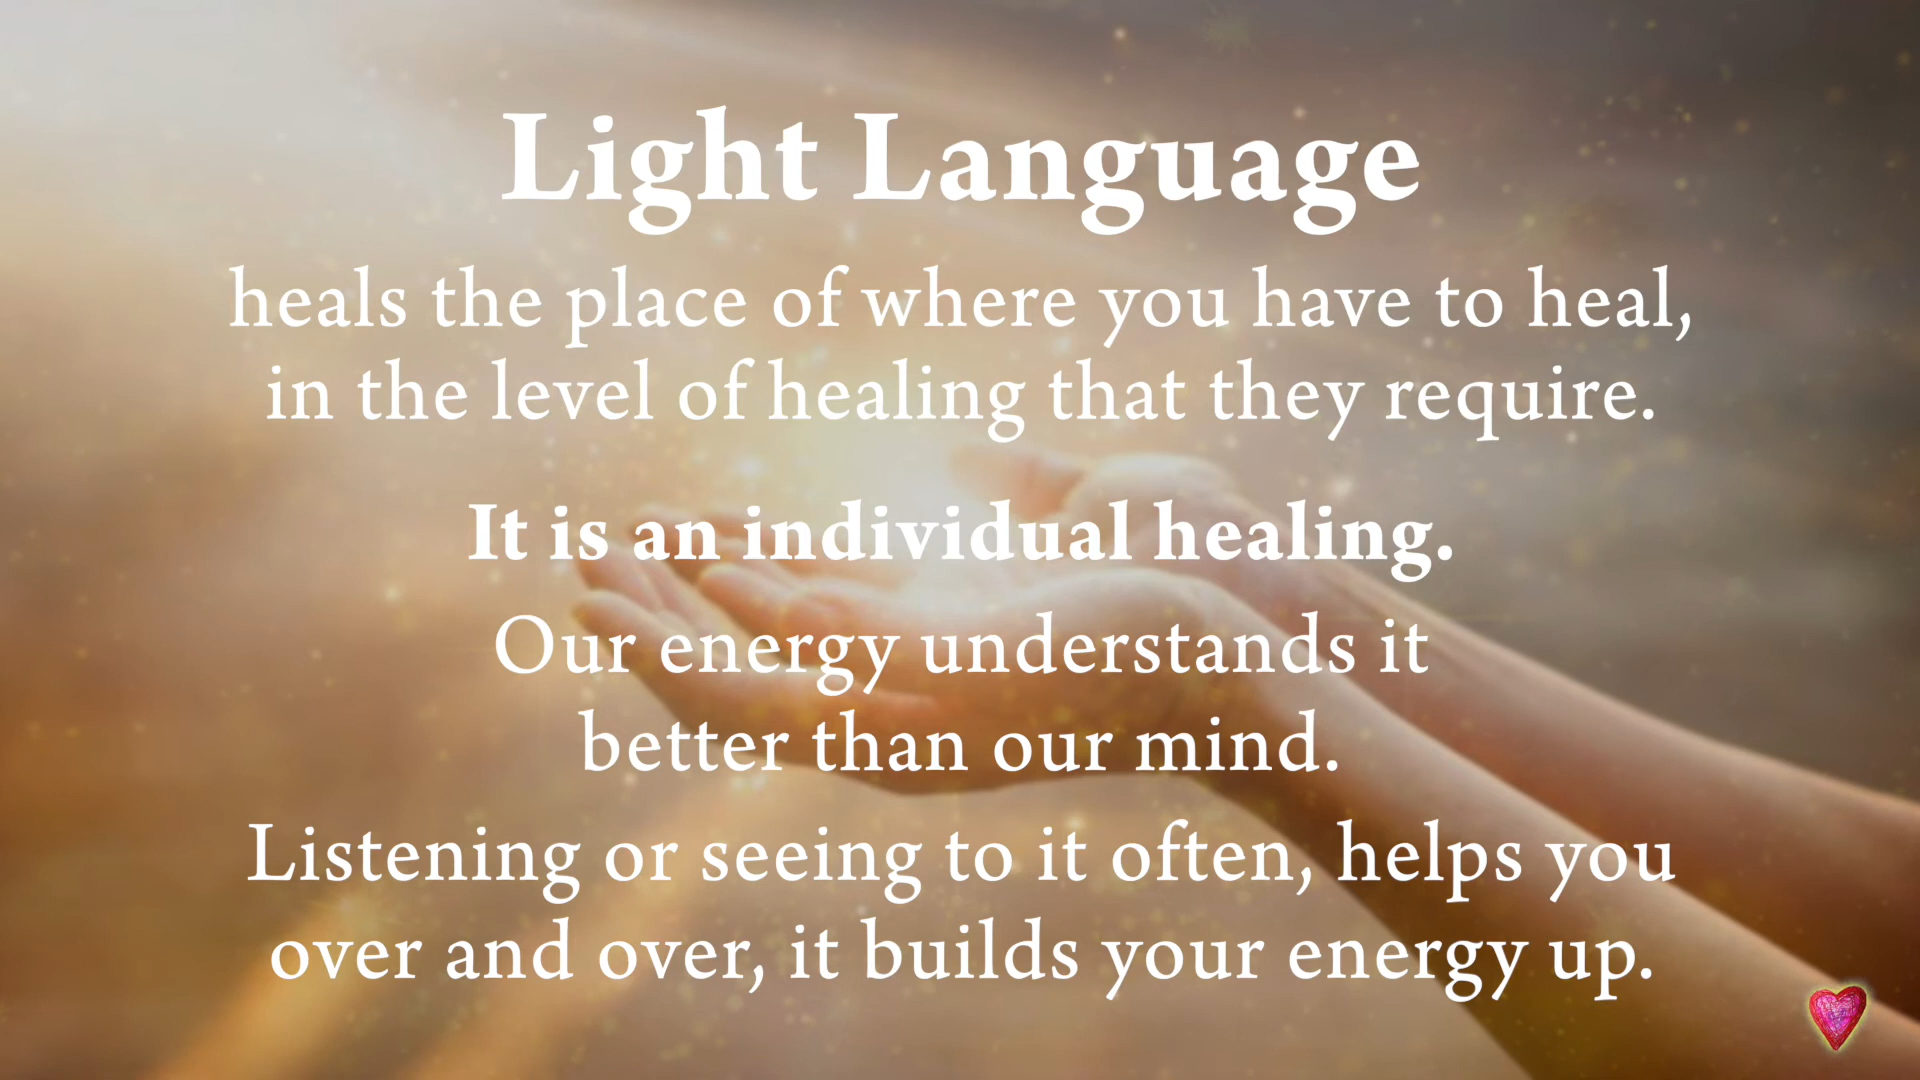 Light Language
heals the place of where you have to heal,
in the level of healing that they require.
It is an individual healing.
Our energy understands it
better than our mind.
Listening or seeing to it often, helps you
over and over, it builds your energy up.